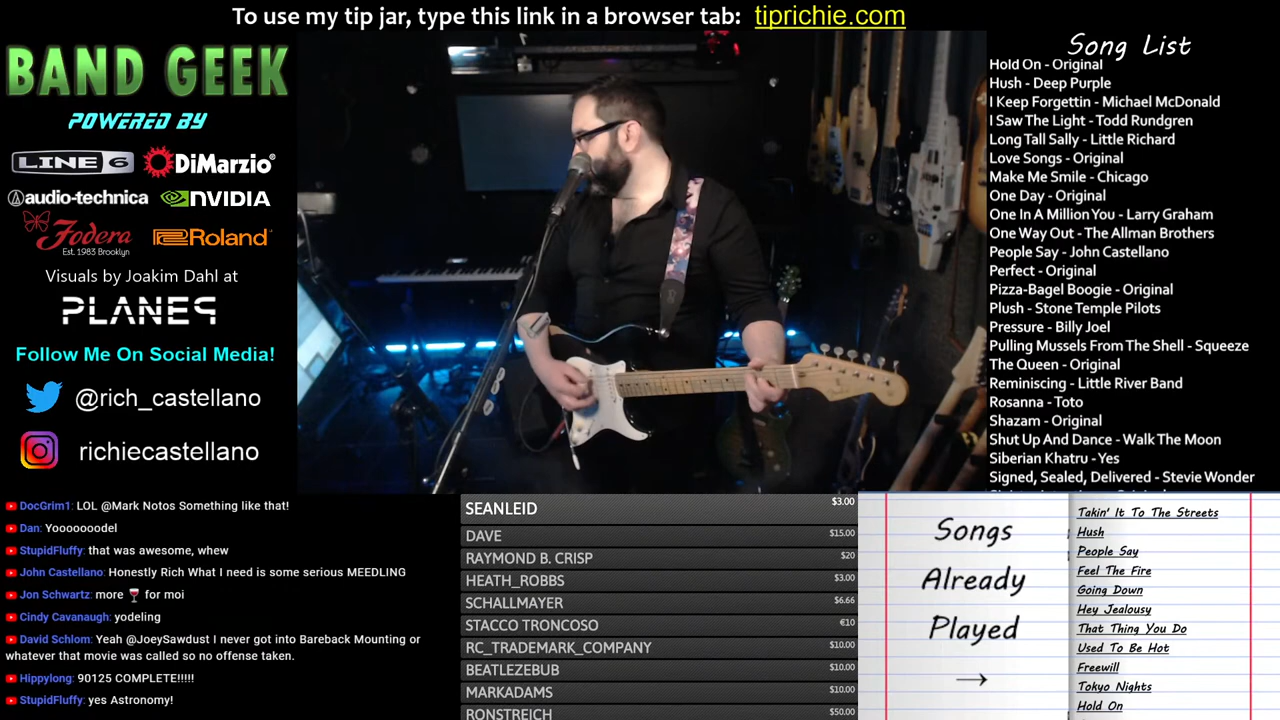 To use my tip jar, type this link in a browser tab: tiprichie.com
BAND GEEK
POWERED BY
LINE 6
DiMarzio
audio-technica
NVIDIA
Fodera
Est. 1983 Brooklyn
Roland
Visuals by Joakim Dahl at
PLANE9
Follow Me On Social Media!
@rich_castellano
richiecastellano
Song List
Hold On - Original
Hush - Deep Purple
I Keep Forgettin - Michael McDonald
I Saw The Light - Todd Rundgren
Long Tall Sally - Little Richard
Love Songs - Original
Make Me Smile - Chicago
One Day - Original
One In A Million You - Larry Graham
One Way Out - The Allman Brothers
People Say - John Castellano
Perfect - Original
Pizza-Bagel Boogie - Original
Plush - Stone Temple Pilots
Pressure - Billy Joel
Pulling Mussels From The Shell - Squeeze
The Queen - Original
Reminiscing - Little River Band
Rosanna - Toto
Shazam - Original
Shut Up And Dance - Walk The Moon
Siberian Khatru - Yes
Signed, Sealed, Delivered - Stevie Wonder
DocGrim1: LOL @Mark Notos Something like that!
Dan: Yooooooodel
StupidFluffy: that was awesome, whew
John Castellano: Honestly Rich What I need is some serious MEEDLING
Jon Schwartz: more 🍷 for moi
Cindy Cavanaugh: yodeling
David Schlom: Yeah @JoeySawdust I never got into Bareback Mounting or
whatever that movie was called so no offense taken.
Hippylong: 90125 COMPLETE!!!!!
StupidFluffy: yes Astronomy!
SEANLEID $3.00
DAVE $15.00
RAYMOND B. CRISP $20
HEATH_ROBBS $3.00
SCHALLMAYER $6.66
STACCO TRONCOSO €10
RC_TRADEMARK_COMPANY $10.00
BEATLEZEBUB $10.00
MARKADAMS $10.00
RONSTREICH $50.00
Songs
Already
Played
→
Takin' It To The Streets
Hush
People Say
Feel The Fire
Going Down
Hey Jealousy
That Thing You Do
Used To Be Hot
Freewill
Tokyo Nights
Hold On